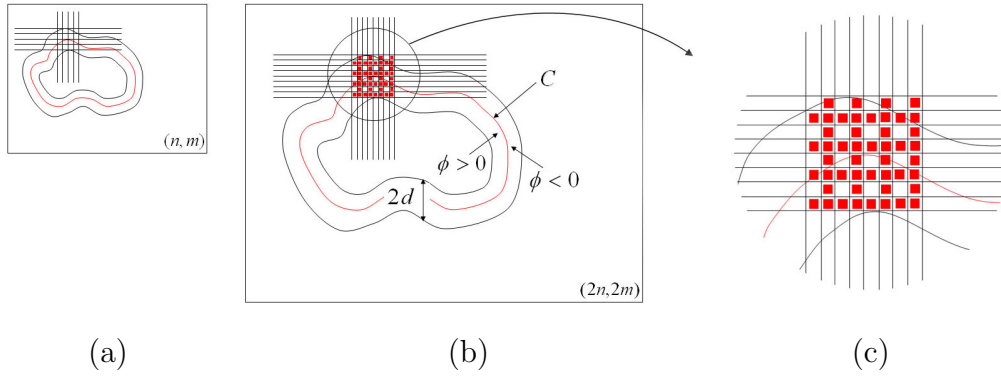 (n, m)
C
ϕ > 0
ϕ < 0
2d
(2n, 2m)
(a) (b) (c)